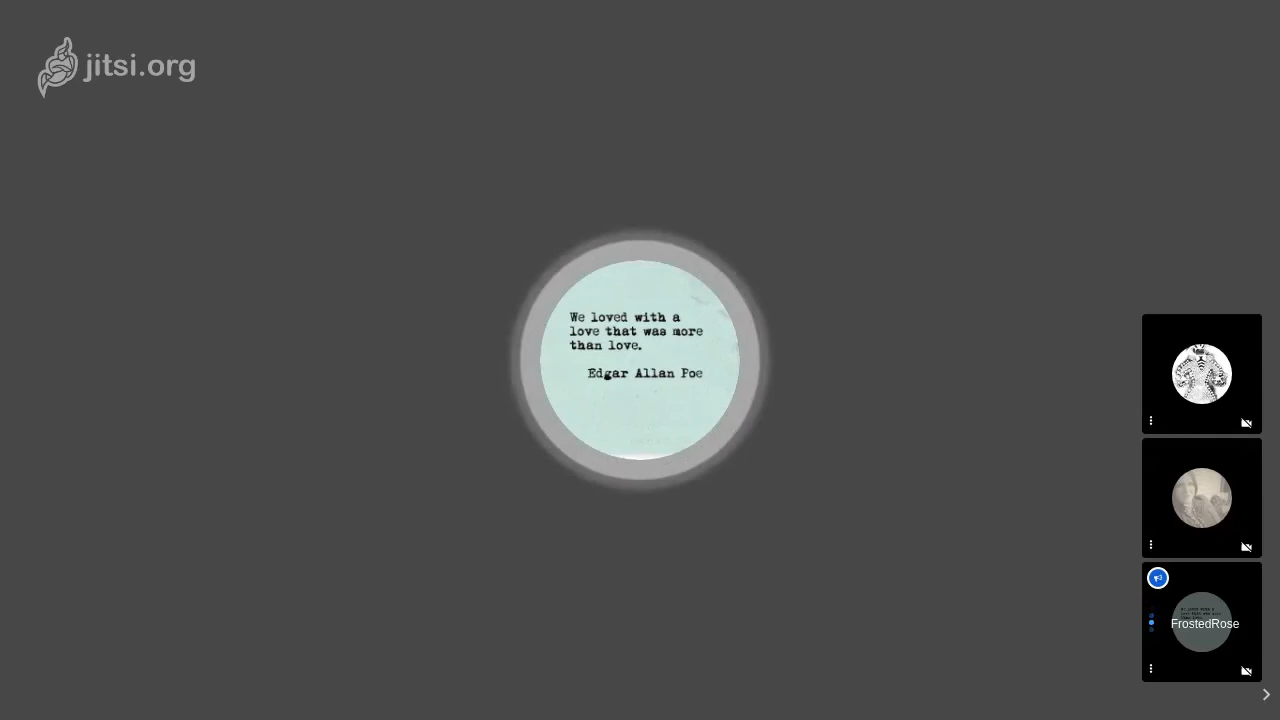 jitsi.org
We loved with a
love that was more
than love.
Edgar Allan Poe
FrostedRose